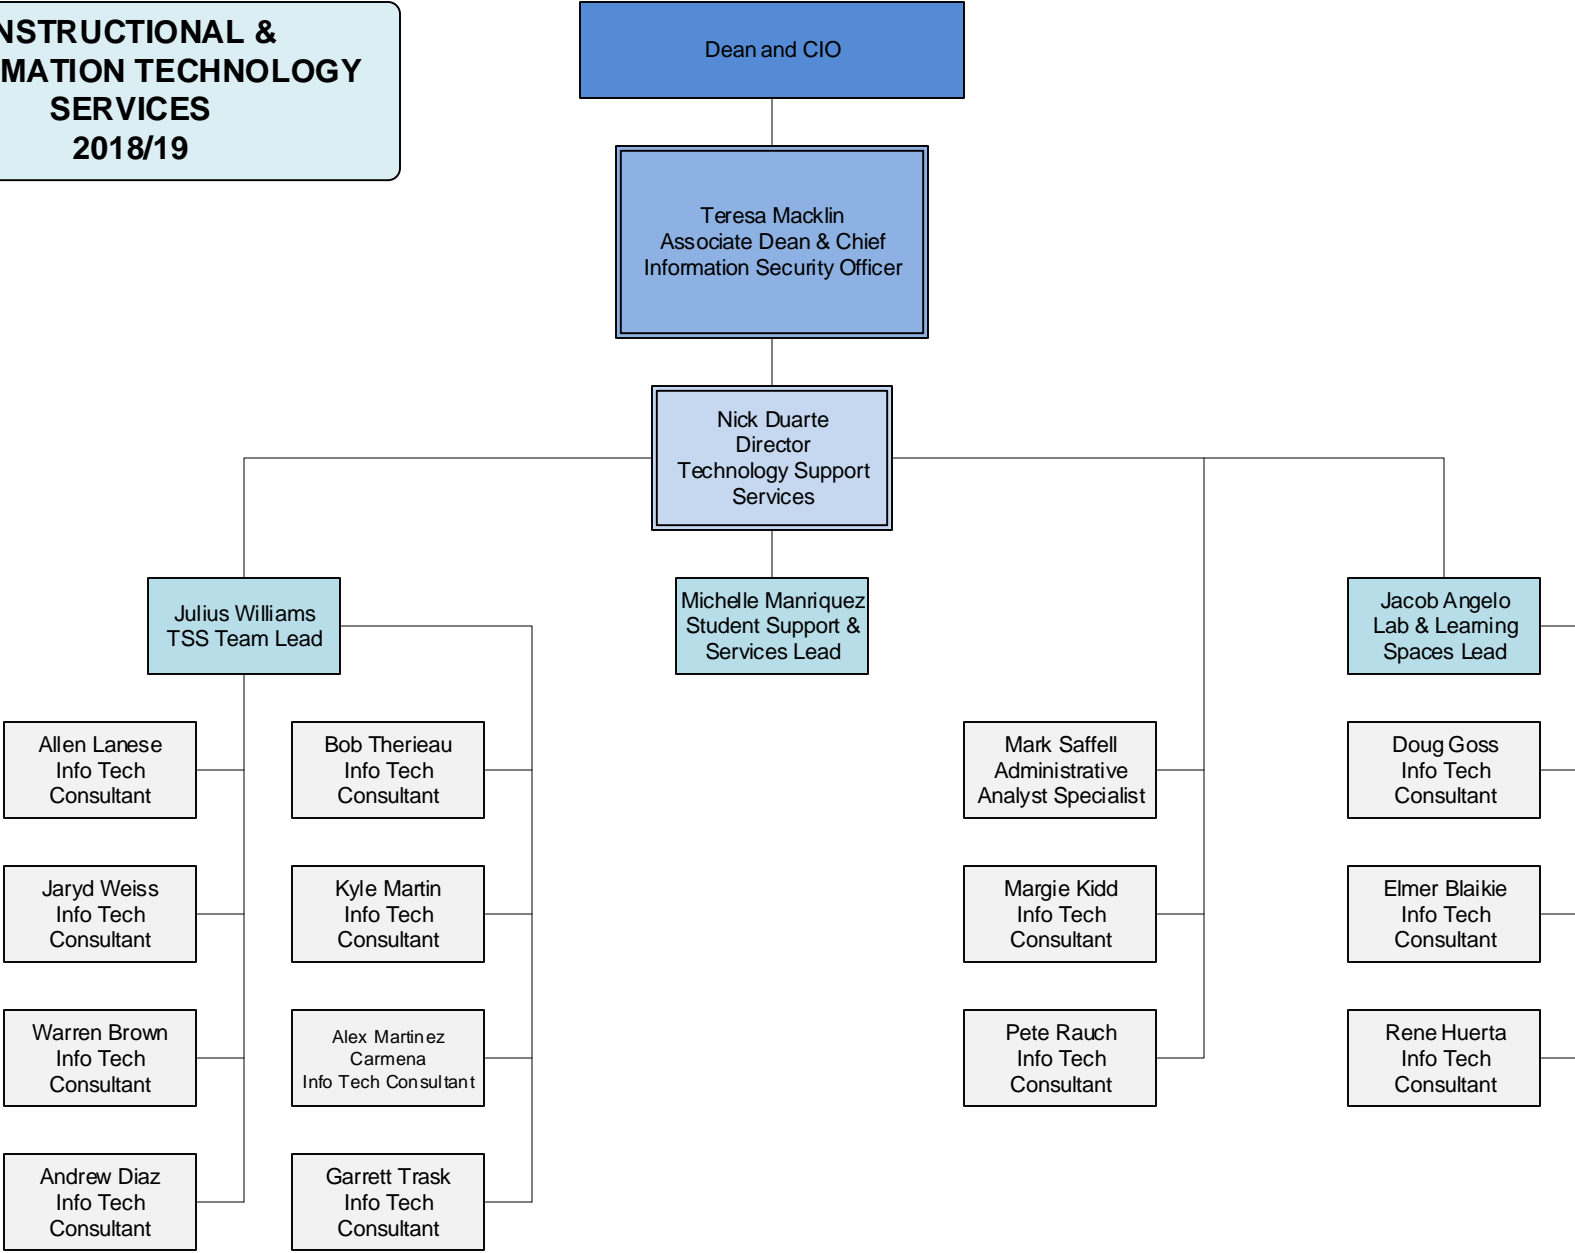 NSTRUCTIONAL &
MATION TECHNOLOGY
SERVICES
2018/19
Dean and CIO
Teresa Macklin
Associate Dean & Chief
Information Security Officer
Nick Duarte
Director
Technology Support
Services
Julius Williams
TSS Team Lead
Michelle Manriquez
Student Support &
Services Lead
Jacob Angelo
Lab & Learning
Spaces Lead
Allen Lanese
Info Tech
Consultant
Bob Therieau
Info Tech
Consultant
Mark Saffell
Administrative
Analyst Specialist
Doug Goss
Info Tech
Consultant
Jaryd Weiss
Info Tech
Consultant
Kyle Martin
Info Tech
Consultant
Margie Kidd
Info Tech
Consultant
Elmer Blaikie
Info Tech
Consultant
Warren Brown
Info Tech
Consultant
Alex Martinez
Carmena
Info Tech Consultant
Pete Rauch
Info Tech
Consultant
Rene Huerta
Info Tech
Consultant
Andrew Diaz
Info Tech
Consultant
Garrett Trask
Info Tech
Consultant